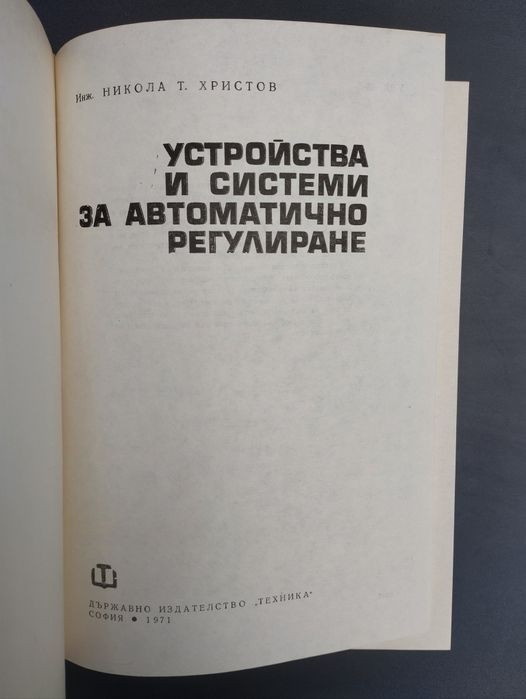 Инж. НИКОЛА Т. ХРИСТОВ
УСТРОЙСТВА
И СИСТЕМИ
ЗА АВТОМАТИЧНО
РЕГУЛИРАНЕ
ДЪРЖАВНО ИЗДАТЕЛСТВО „ТЕХНИКА“
СОФИЯ ● 1971